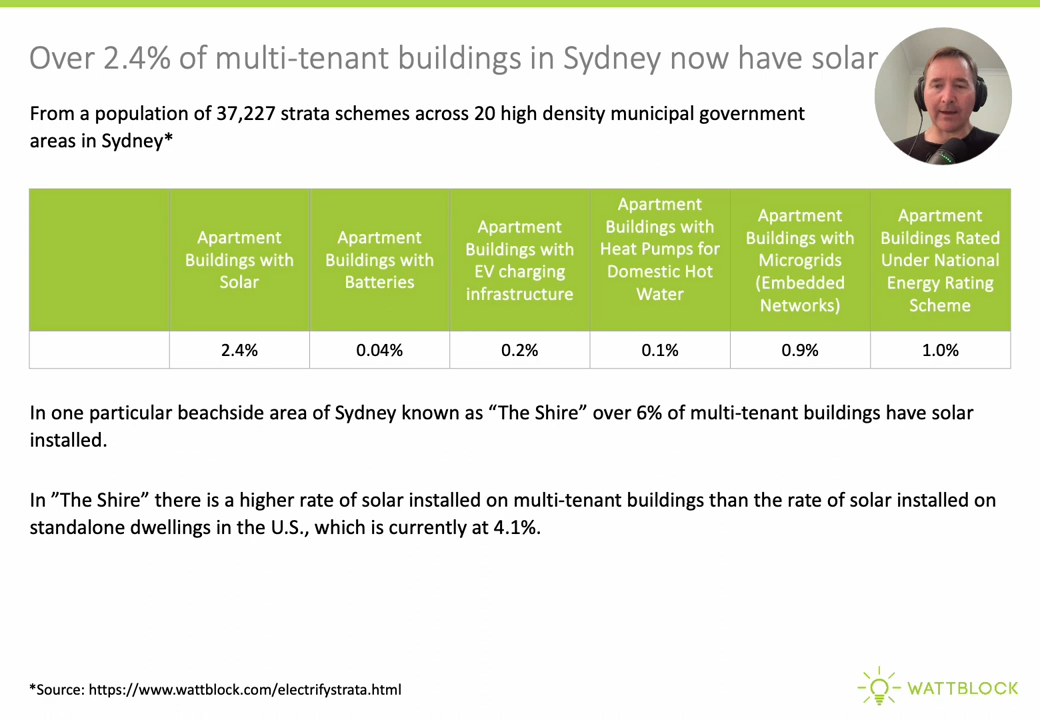 Over 2.4% of multi-tenant buildings in Sydney now have solar
From a population of 37,227 strata schemes across 20 high density municipal government
areas in Sydney*
Apartment
Buildings with
Solar
Apartment
Buildings with
Batteries
Apartment
Buildings with
EV charging
infrastructure
Apartment
Buildings with
Heat Pumps for
Domestic Hot
Water
Apartment
Buildings with
Microgrids
(Embedded
Networks)
Apartment
Buildings Rated
Under National
Energy Rating
Scheme
2.4%
0.04%
0.2%
0.1%
0.9%
1.0%
In one particular beachside area of Sydney known as “The Shire” over 6% of multi-tenant buildings have solar
installed.
In ”The Shire” there is a higher rate of solar installed on multi-tenant buildings than the rate of solar installed on
standalone dwellings in the U.S., which is currently at 4.1%.
*Source: https://www.wattblock.com/electrifystrata.html
WATTBLOCK